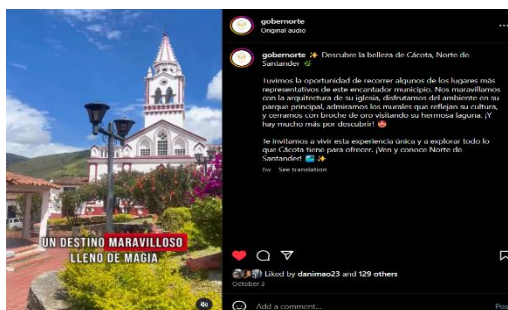 gobernorte
Original audio
gobernorte ✨ Descubre la belleza de Cácota, Norte de
Santander 🌿
Tuvimos la oportunidad de recorrer algunos de los lugares más
representativos de este encantador municipio. Nos maravillamos
con la arquitectura de su iglesia, disfrutamos del ambiente en su
parque principal, admiramos los murales que reflejan su cultura,
y cerramos con broche de oro visitando su hermosa laguna. ¡Y
hay mucho más por descubrir! 🤩
Te invitamos a vivir esta experiencia única y a explorar todo lo
que Cácota tiene para ofrecer. ¡Ven y conoce Norte de
Santander! 🏞️ ✨
See translation
UN DESTINO MARAVILLOSO
LLENO DE MAGIA
Liked by danimao23 and 129 others
October 3
Add a comment...